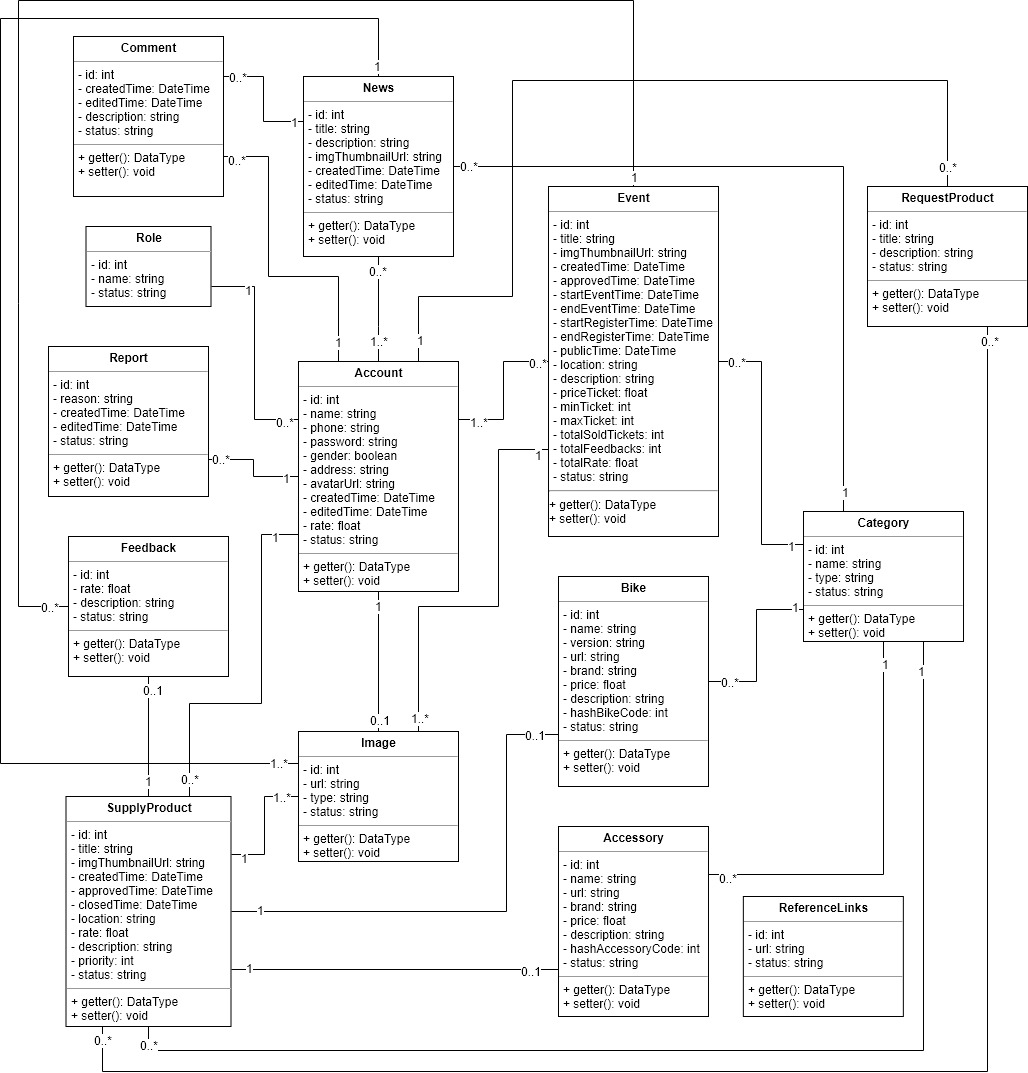 Comment
- id: int
- createdTime: DateTime
- editedTime: DateTime
- description: string
- status: string
+ getter(): DataType
+ setter(): void
0..*
1
0..*
1
News
- id: int
- title: string
- description: string
- imgThumbnailUrl: string
- createdTime: DateTime
- editedTime: DateTime
- status: string
+ getter(): DataType
+ setter(): void
0..*
0..*
1..*
1
1
Role
- id: int
- name: string
- status: string
1
0..*
Event
- id: int
- title: string
- imgThumbnailUrl: string
- createdTime: DateTime
- approvedTime: DateTime
- startEventTime: DateTime
- endEventTime: DateTime
- startRegisterTime: DateTime
- endRegisterTime: DateTime
- publicTime: DateTime
- location: string
- description: string
- priceTicket: float
- minTicket: int
- maxTicket: int
- totalSoldTickets: int
- totalFeedbacks: int
- totalRate: float
- status: string
+ getter(): DataType
+ setter(): void
1
0..*
0..*
1
0..*
RequestProduct
- id: int
- title: string
- description: string
- status: string
+ getter(): DataType
+ setter(): void
0..*
Report
- id: int
- reason: string
- createdTime: DateTime
- editedTime: DateTime
- status: string
+ getter(): DataType
+ setter(): void
0..*
1
Account
- id: int
- name: string
- phone: string
- password: string
- gender: boolean
- address: string
- avatarUrl: string
- createdTime: DateTime
- editedTime: DateTime
- rate: float
- status: string
+ getter(): DataType
+ setter(): void
1..*
1
1
0..1
1..*
Feedback
- id: int
- rate: float
- description: string
- status: string
+ getter(): DataType
+ setter(): void
0..*
0..1
1
0..*
Category
- id: int
- name: string
- type: string
- status: string
+ getter(): DataType
+ setter(): void
1
1
1
1
1
Bike
- id: int
- name: string
- version: string
- url: string
- brand: string
- price: float
- description: string
- hashBikeCode: int
- status: string
+ getter(): DataType
+ setter(): void
0..*
0..1
Image
- id: int
- url: string
- type: string
- status: string
+ getter(): DataType
+ setter(): void
1..*
1..*
SupplyProduct
- id: int
- title: string
- imgThumbnailUrl: string
- createdTime: DateTime
- approvedTime: DateTime
- closedTime: DateTime
- location: string
- rate: float
- description: string
- priority: int
- status: string
+ getter(): DataType
+ setter(): void
1
1
1
0..*
0..*
Accessory
- id: int
- name: string
- url: string
- brand: string
- price: float
- description: string
- hashAccessoryCode: int
- status: string
+ getter(): DataType
+ setter(): void
0..*
0..1
ReferenceLinks
- id: int
- url: string
- status: string
+ getter(): DataType
+ setter(): void